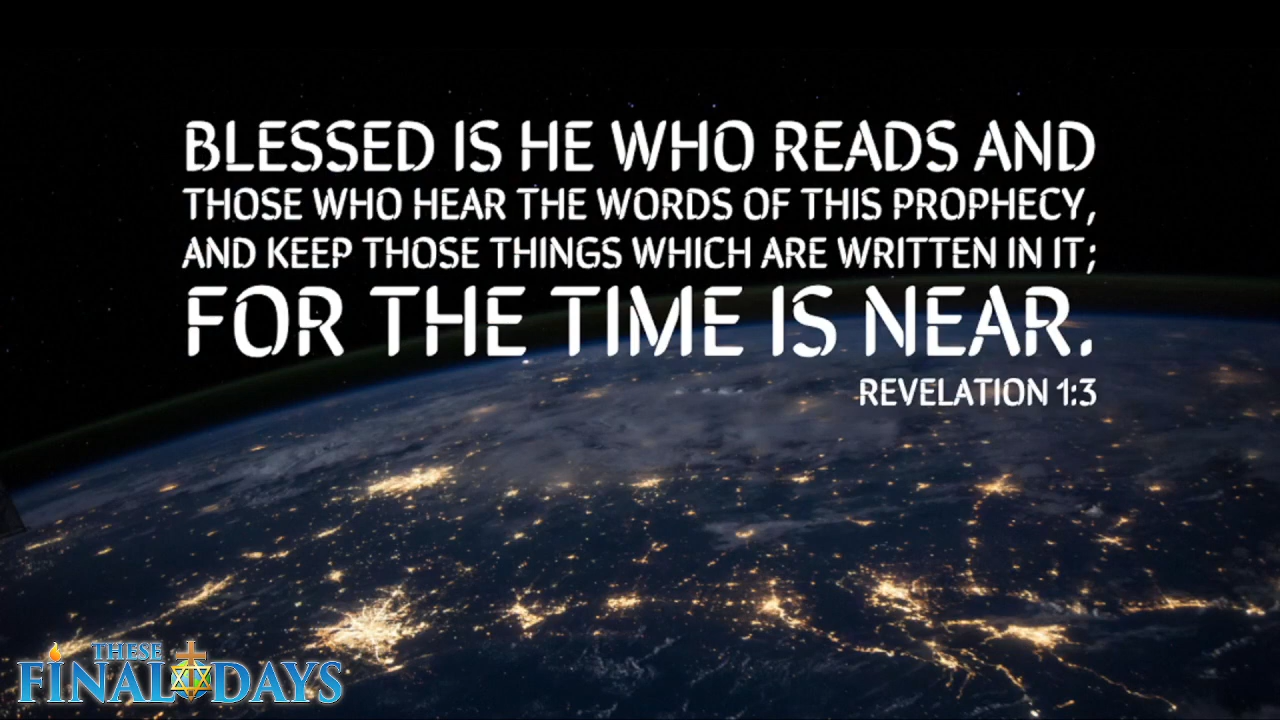 BLESSED IS HE WHO READS AND
THOSE WHO HEAR THE WORDS OF THIS PROPHECY,
AND KEEP THOSE THINGS WHICH ARE WRITTEN IN IT;
FOR THE TIME IS NEAR.
REVELATION 1:3
THESE
FINAL DAYS